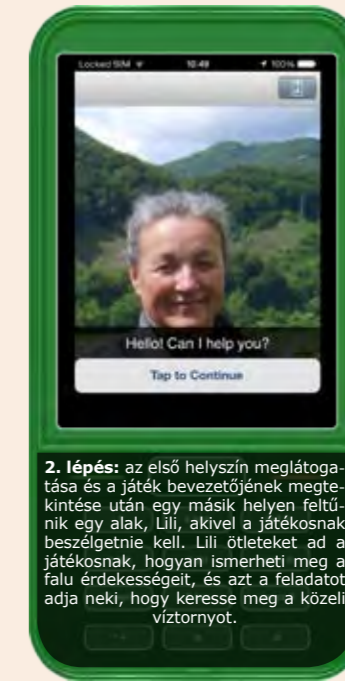 Locked SIM 10:49 100%
Hello! Can I help you?
Tap to Continue
2. lépés: az első helyszín meglátoga-
tása és a játék bevezetőjének megte-
kintése után egy másik helyen feltű-
nik egy alak, Lili, akivel a játékosnak
beszélgetnie kell. Lili ötleteket ad a
játékosnak, hogyan ismerheti meg a
falu érdekességeit, és azt a feladatot
adja neki, hogy keresse meg a közeli
víztornyot.